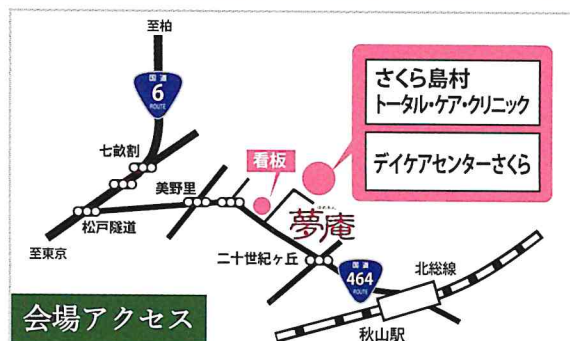 至柏
国道
6
ROUTE
さくら島村
トータル・ケア・クリニック
デイケアセンターさくら
七畝割
看板
美野里
松戸隧道
夢庵
至東京
二十世紀ヶ丘
国道
464
ROUTE
北総線
会場アクセス
秋山駅